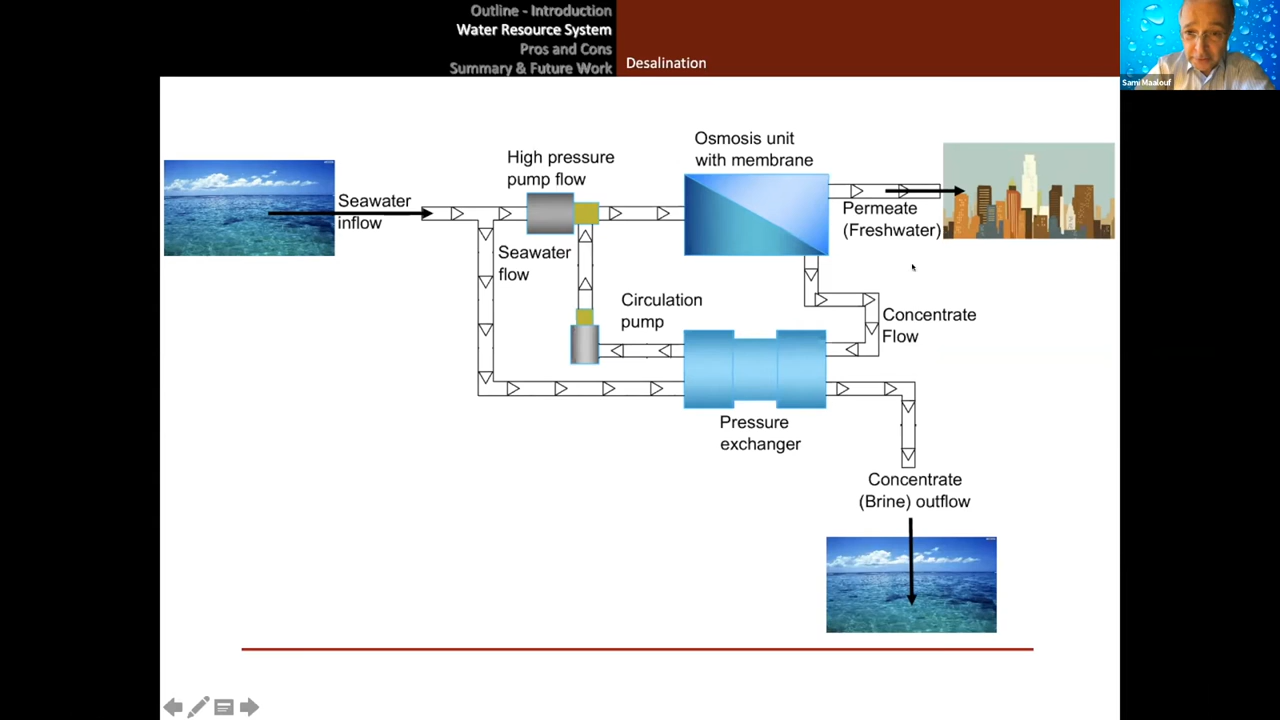 Outline - Introduction
Water Resource System
Pros and Cons
Summary & Future Work
Desalination
Sami Maalouf
Osmosis unit
with membrane
High pressure
pump flow
Seawater
inflow
Permeate
(Freshwater)
Seawater
flow
Circulation
pump
Concentrate
Flow
Pressure
exchanger
Concentrate
(Brine) outflow